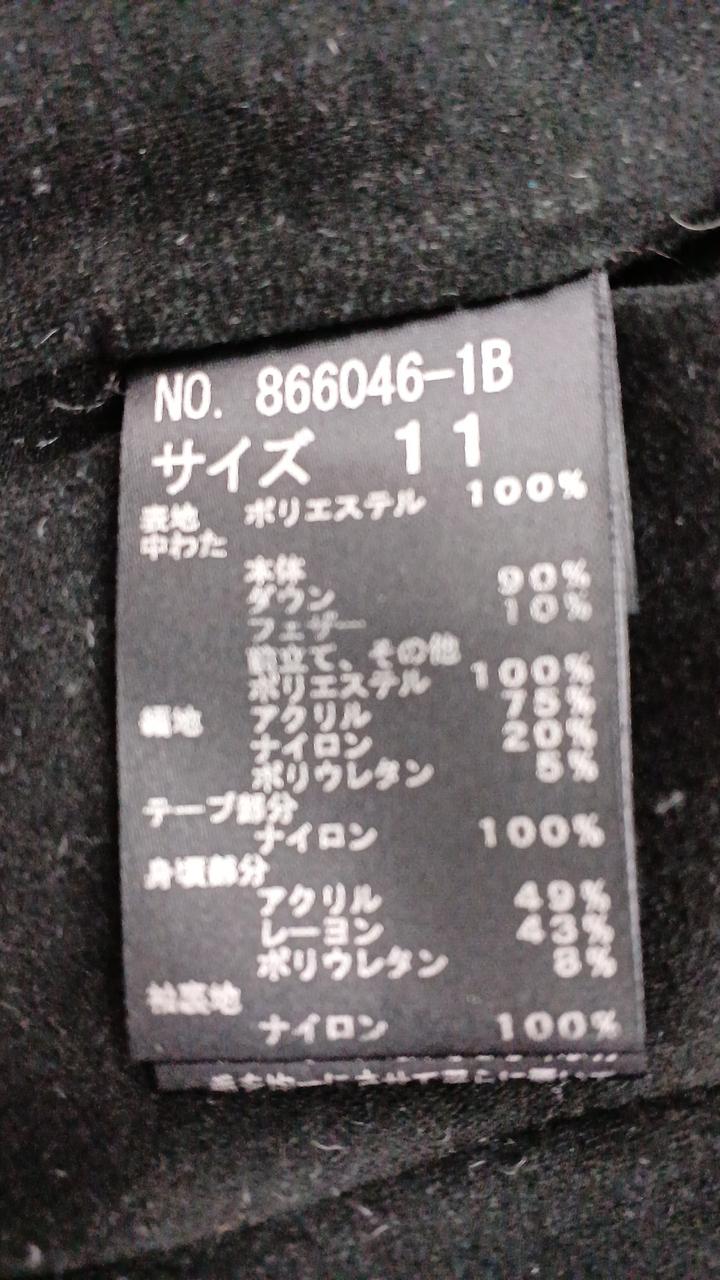 NO. 866046-1B
サイズ 11
表地 ポリエステル 100%
中わた
本体
ダウン 90%
フェザー 10%
前立て、その他
ポリエステル 100%
編地 アクリル 75%
ナイロン 20%
ポリウレタン 5%
テープ部分
ナイロン 100%
身頃部分
アクリル 49%
レーヨン 43%
ポリウレタン 8%
袖裏地
ナイロン 100%